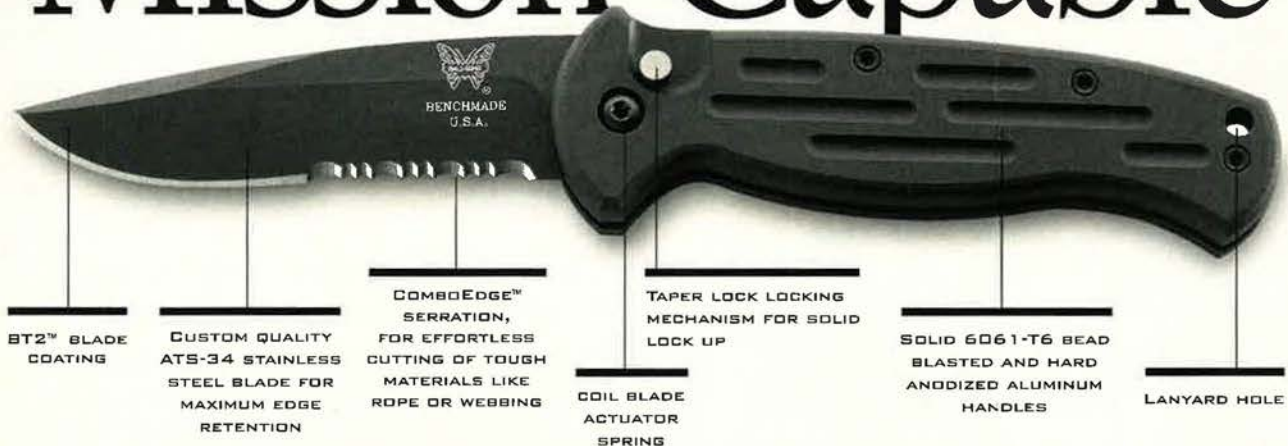 Mission Capable
BENCHMADE
U.S.A.
BT2™ BLADE
COATING
CUSTOM QUALITY
ATS-34 STAINLESS
STEEL BLADE FOR
MAXIMUM EDGE
RETENTION
COMBOEDGE™
SERRATION,
FOR EFFORTLESS
CUTTING OF TOUGH
MATERIALS LIKE
ROPE OR WEBBING
COIL BLADE
ACTUATOR
SPRING
TAPER LOCK LOCKING
MECHANISM FOR SOLID
LOCK UP
SOLID 6061-T6 BEAD
BLASTED AND HARD
ANODIZED ALUMINUM
HANDLES
LANYARD HOLE